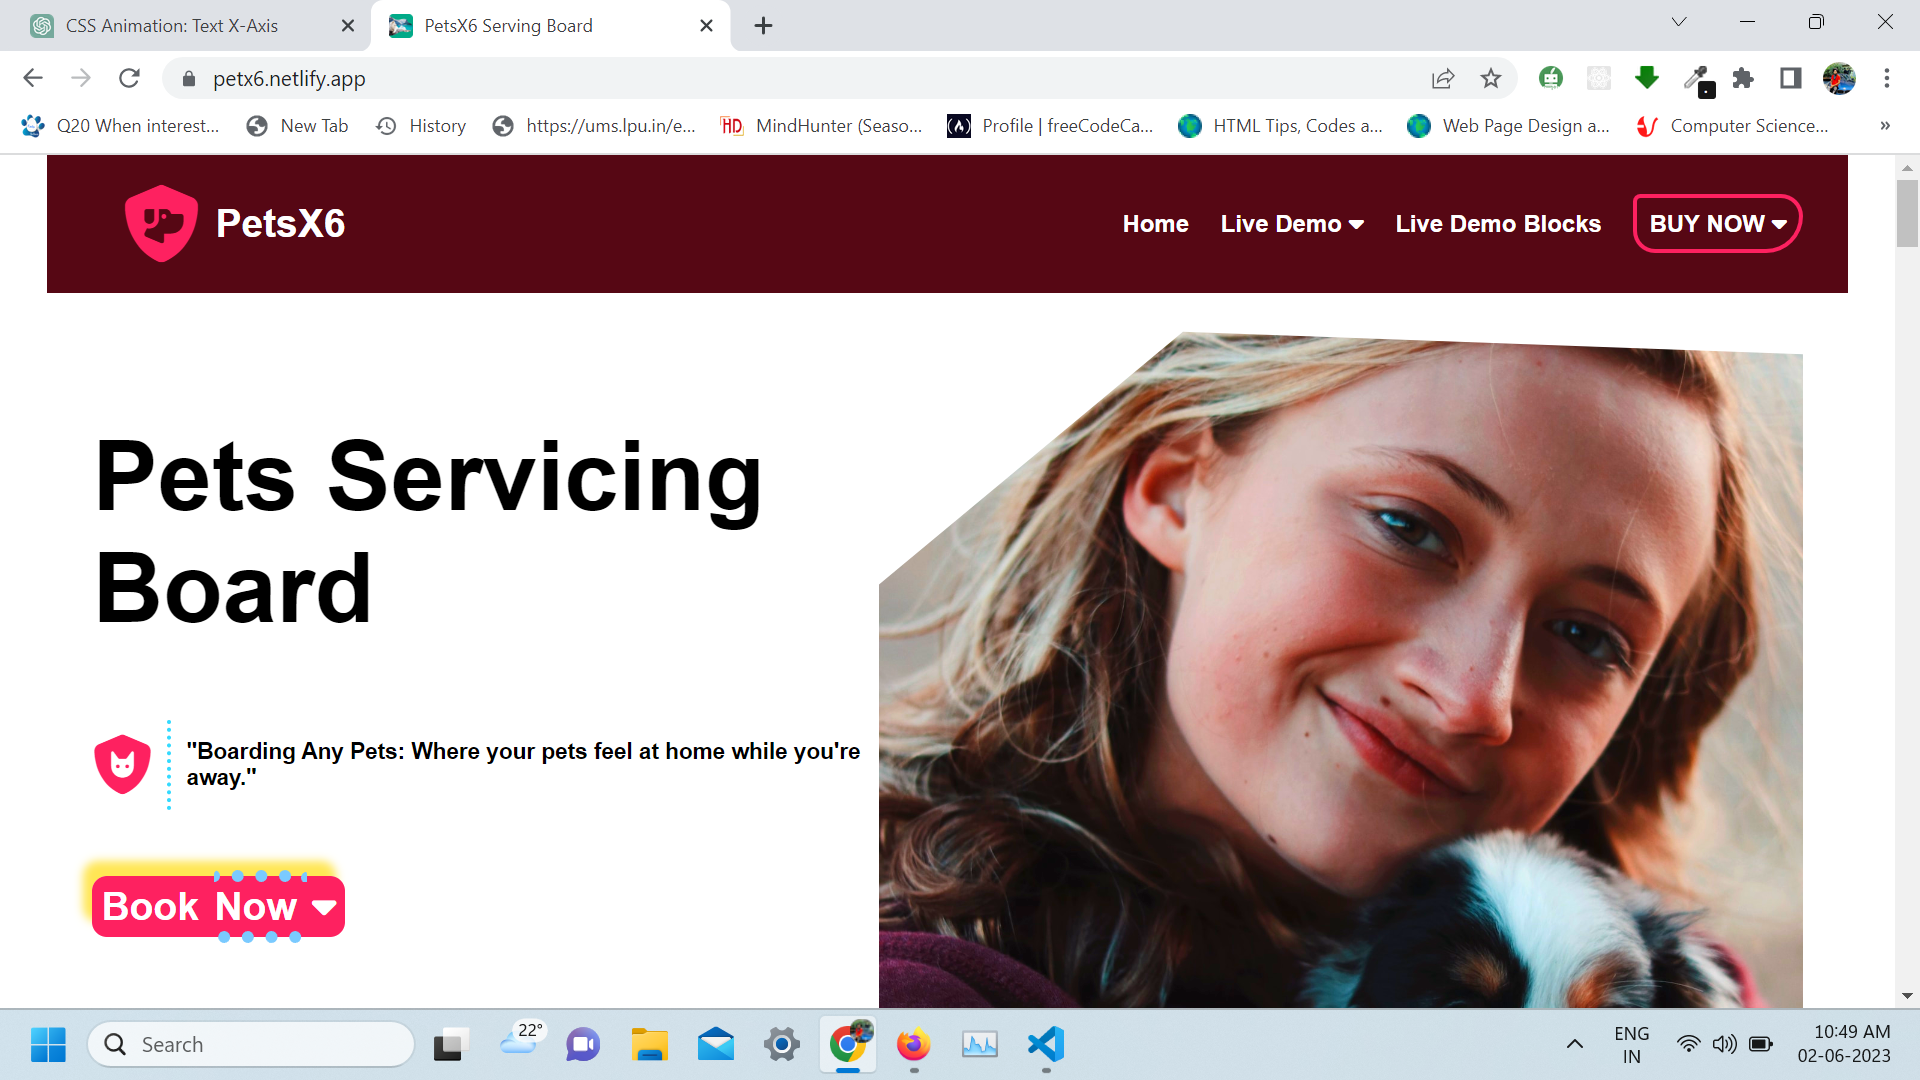 CSS Animation: Text X-Axis
PetsX6 Serving Board
petx6.netlify.app
Q20 When interest...
New Tab
History
https://ums.lpu.in/e...
HD
MindHunter (Seaso...
Profile | freeCodeCa...
HTML Tips, Codes a...
Web Page Design a...
Computer Science...
»
PetsX6
Home
Live Demo
Live Demo Blocks
BUY NOW
Pets Servicing
Board
"Boarding Any Pets: Where your pets feel at home while you're
away."
Book Now
Search
22°
ENG
IN
10:49 AM
02-06-2023